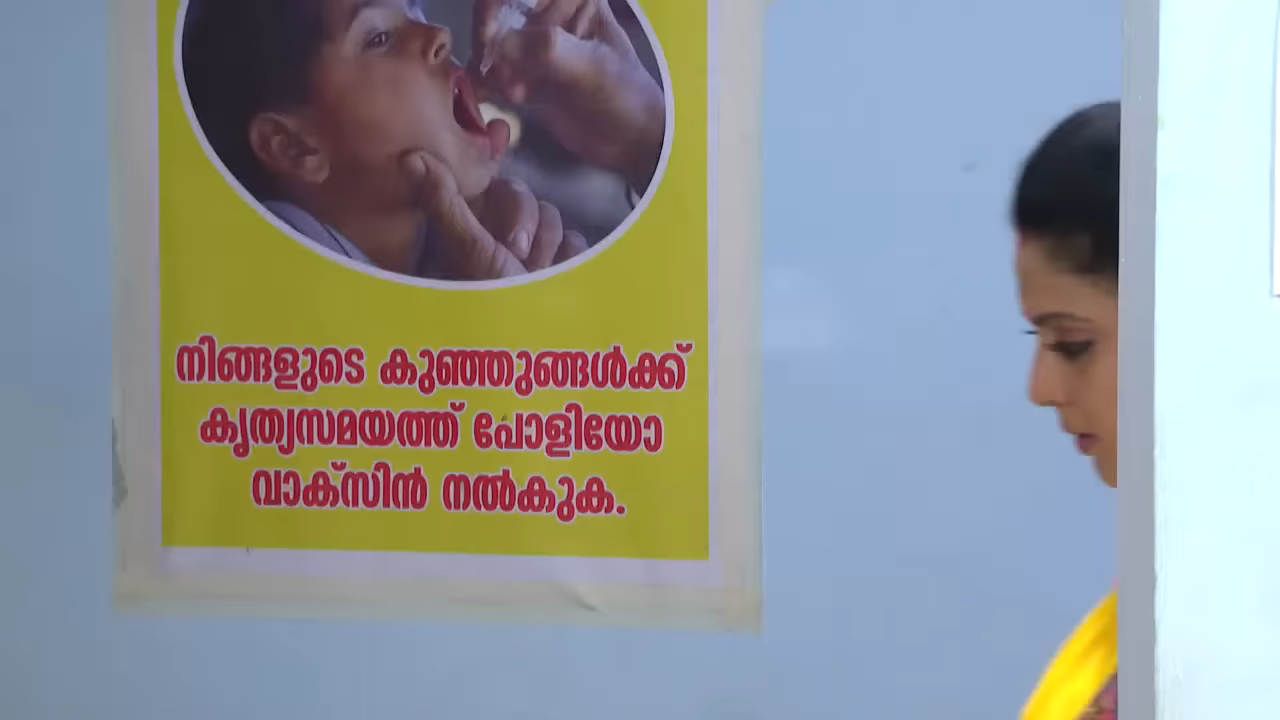 നിങ്ങളുടെ കുഞ്ഞുങ്ങൾക്ക്
കൃത്യസമയത്ത് പോളിയോ
വാക്സിൻ നൽകുക.